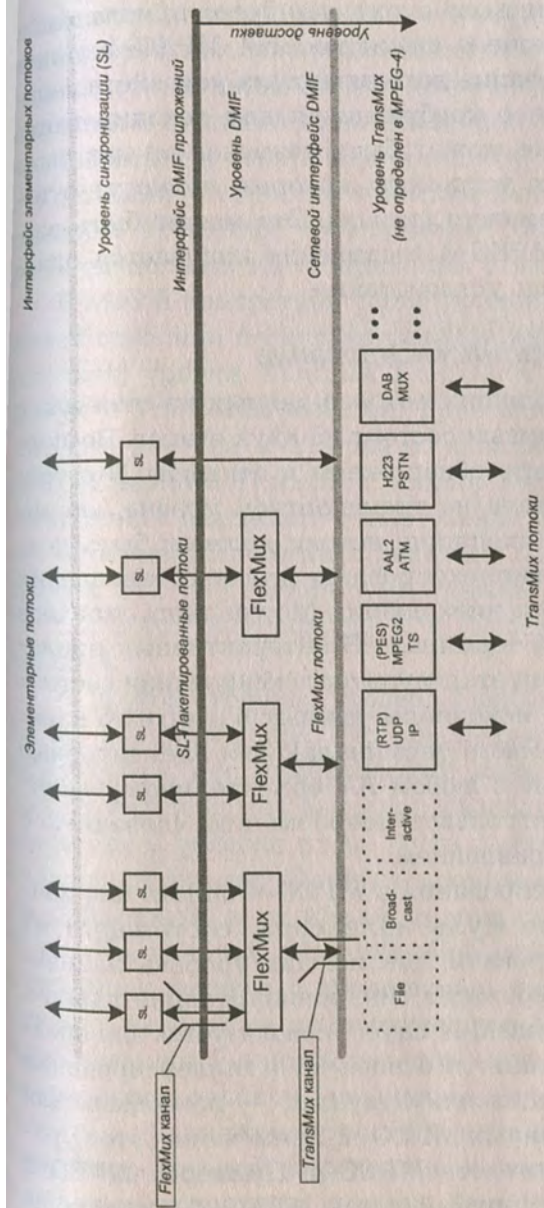 Интерфейс элементарных потоков
Элементарные потоки
Уровень синхронизации (SL)
SL
SL
SL
SL
SL
SL
SL
FlexMux канал
Интерфейс DMIF приложений
SL-Пакетированные потоки
Уровень DMIF
FlexMux
FlexMux
FlexMux
FlexMux потоки
TransMux канал
Сетевой интерфейс DMIF
Уровень доставки
File
Broad
cast
Inter-
active
(RTP)
UDP
IP
(PES)
MPEG2
TS
AAL2
ATM
H223
PSTN
DAB
MUX
Уровень TransMux
(не определен в MPEG-4)
TransMux потоки